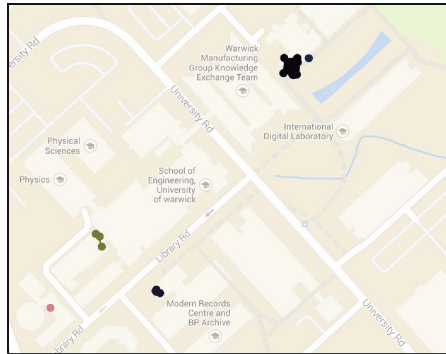 ersity Rd
Warwick
Manufacturing
Group Knowledge
Exchange Team
University Rd
International
Digital Laboratory
Physical
Sciences
Physics
School of
Engineering,
University
of warwick
Library Rd
Modern Records
Centre and
BP Archive
University Rd
Library Rd